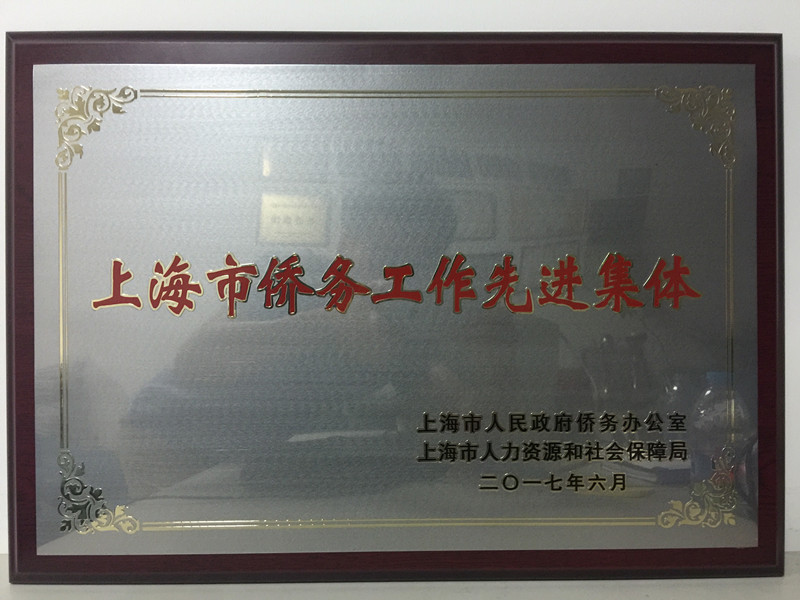 上海市侨务工作先进集体
上海市人民政府侨务办公室
上海市人力资源和社会保障局
二〇一七年六月